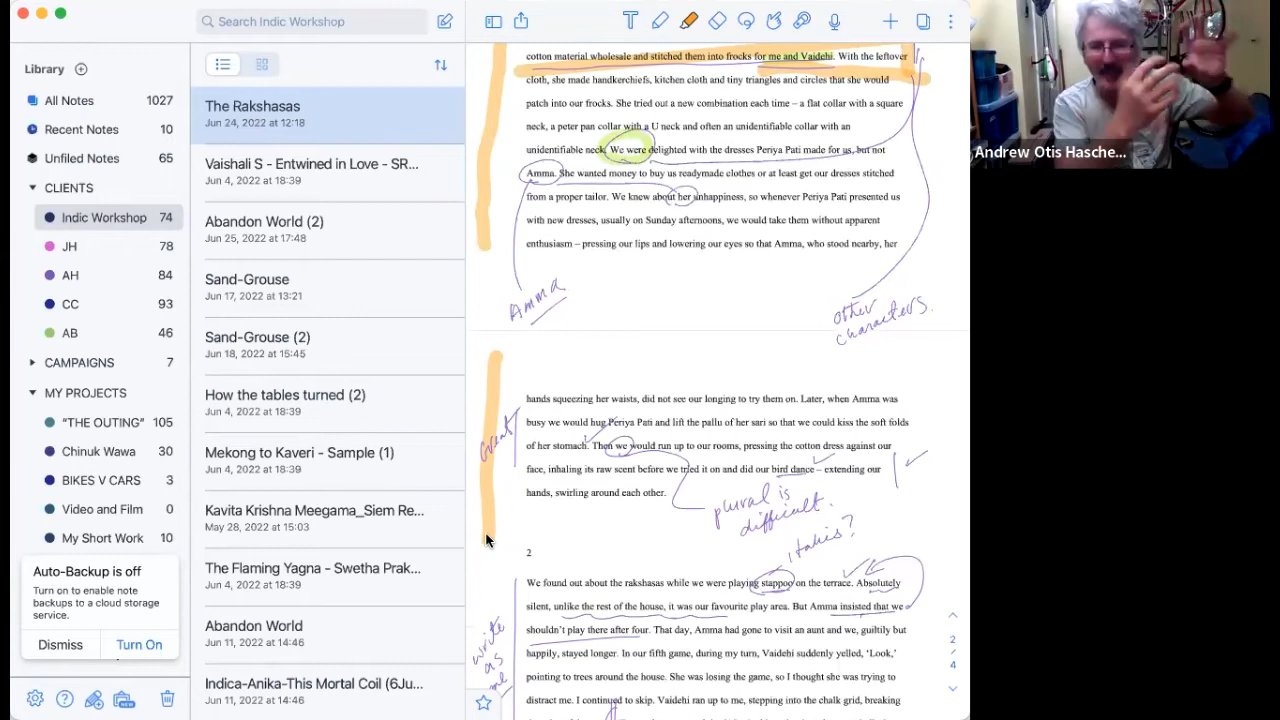 Search Indic Workshop
Library
All Notes 1027
Recent Notes 10
Unfiled Notes 65
CLIENTS
Indic Workshop 74
JH 78
AH 84
CC 93
AB 46
CAMPAIGNS 7
MY PROJECTS
"THE OUTING" 105
Chinuk Wawa 30
BIKES V CARS 3
Video and Film 0
My Short Work 10
Auto-Backup is off
Turn on to enable note
backups to a cloud storage
service.
Dismiss Turn On
The Rakshasas
Jun 24, 2022 at 12:18
Vaishali S - Entwined in Love - SR...
Jun 4, 2022 at 18:39
Abandon World (2)
Jun 25, 2022 at 17:48
Sand-Grouse
Jun 17, 2022 at 13:21
Sand-Grouse (2)
Jun 18, 2022 at 15:45
How the tables turned (2)
Jun 4, 2022 at 18:39
Mekong to Kaveri - Sample (1)
Jun 4, 2022 at 18:39
Kavita Krishna Meegama_Siem Re...
May 28, 2022 at 15:03
The Flaming Yagna - Swetha Prak...
Jun 4, 2022 at 18:39
Abandon World
Jun 11, 2022 at 14:46
Indica-Anika-This Mortal Coil (6Ju...
Jun 11, 2022 at 14:40
cotton material wholesale and stitched them into frocks for me and Vaidehi. With the leftover
cloth, she made handkerchiefs, kitchen cloth and tiny triangles and circles that she would
patch into our frocks. She tried out a new combination each time – a flat collar with a square
neck, a peter pan collar with a U neck and often an unidentifiable collar with an
unidentifiable neck. We were delighted with the dresses Periya Pati made for us, but not
Amma. She wanted money to buy us readymade clothes or at least get our dresses stitched
from a proper tailor. We knew about her unhappiness, so whenever Periya Pati presented us
with new dresses, usually on Sunday afternoons, we would take them without apparent
enthusiasm – pressing our lips and lowering our eyes so that Amma, who stood nearby, her
Amma
other
characters.
hands squeezing her waists, did not see our longing to try them on. Later, when Amma was
busy we would hug Periya Pati and lift the pallu of her sari so that we could kiss the soft folds
of her stomach. Then we would run up to our rooms, pressing the cotton dress against our
face, inhaling its raw scent before we tried it on and did our bird dance – extending our
hands, swirling around each other.
great
plural is
difficult.
2
We found out about the rakshasas while we were playing stappoo on the terrace. Absolutely
silent, unlike the rest of the house, it was our favourite play area. But Amma insisted that we
shouldn't play there after four. That day, Amma had gone to visit an aunt and we, guiltily but
happily, stayed longer. In our fifth game, during my turn, Vaidehi suddenly yelled, 'Look,'
pointing to trees around the house. She was losing the game, so I thought she was trying to
distract me. I continued to skip. Vaidehi ran up to me, stepping into the chalk grid, breaking
write
as
me
2
/
4
Andrew Otis Hasche...